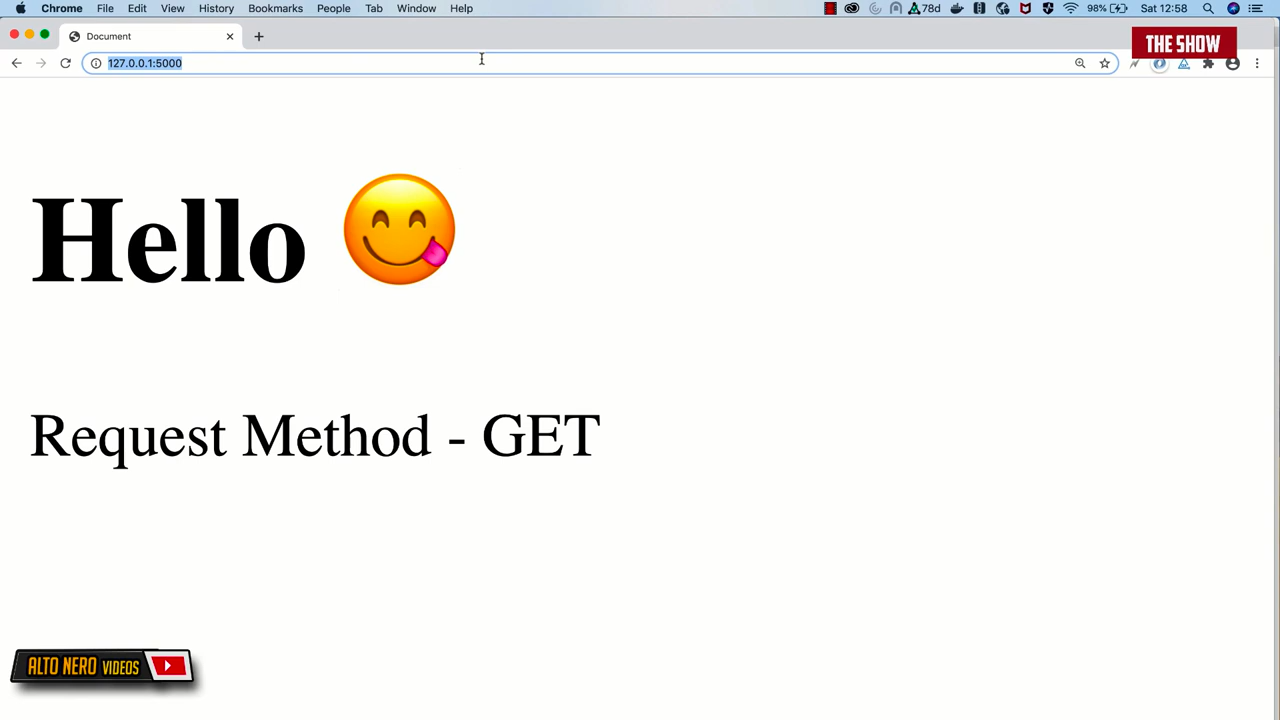 Chrome File Edit View History Bookmarks People Tab Window Help 78d 98% Sat 12:58
Document
THE SHOW
127.0.0.1:5000
Hello 😋
Request Method - GET
ALTO NERO VIDEOS